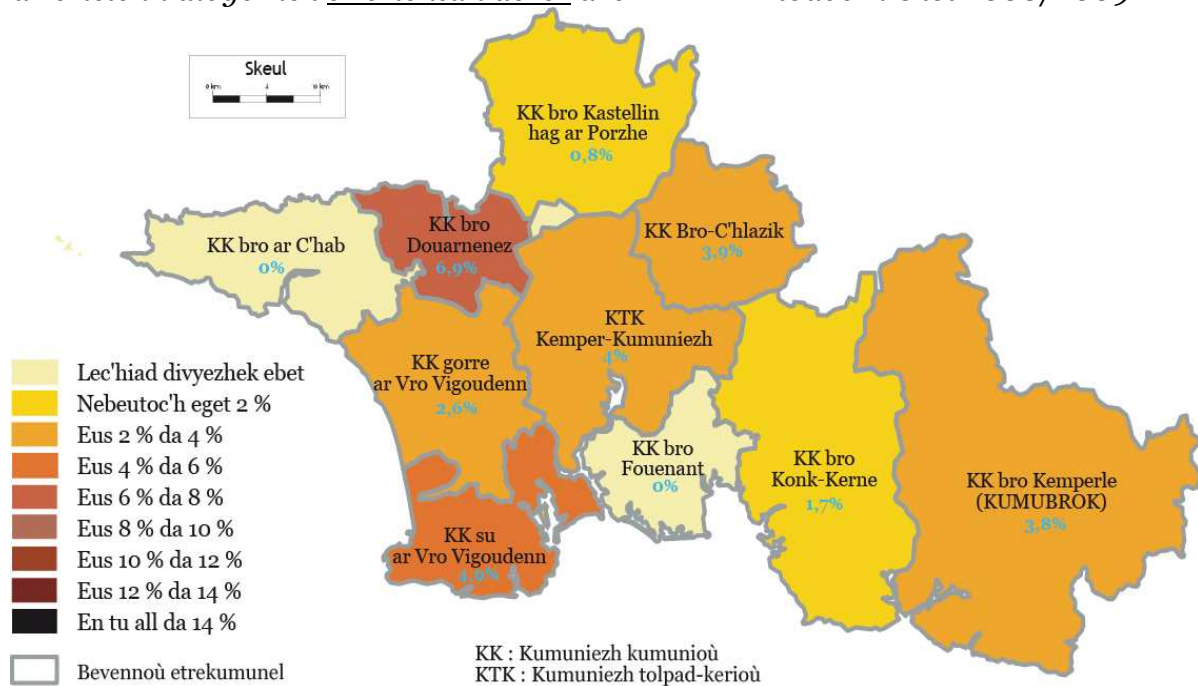 Skeul
0 km
KK bro Kastellin
hag ar Porzhe
0,8%
KK bro
Douarnenez
6,9%
KK Bro-C'hlazik
3,9%
KK bro ar C'hab
0%
KTK
Kemper-Kumuniezh
4%
KK gorre
ar Vro Vigoudenn
2,6%
KK bro
Fouenant
0%
KK bro
Konk-Kerne
1,7%
KK bro Kemperle
(KUMUBROK)
3,8%
KK su
ar Vro Vigoudenn
Lec'hiad divyezhek ebet
Nebeutoc'h eget 2 %
Eus 2 % da 4 %
Eus 4 % da 6 %
Eus 6 % da 8 %
Eus 8 % da 10 %
Eus 10 % da 12 %
Eus 12 % da 14 %
En tu all da 14 %
Bevennoù etrekumunel
KK : Kumuniezh kumunioù
KTK : Kumuniezh tolpad-kerioù